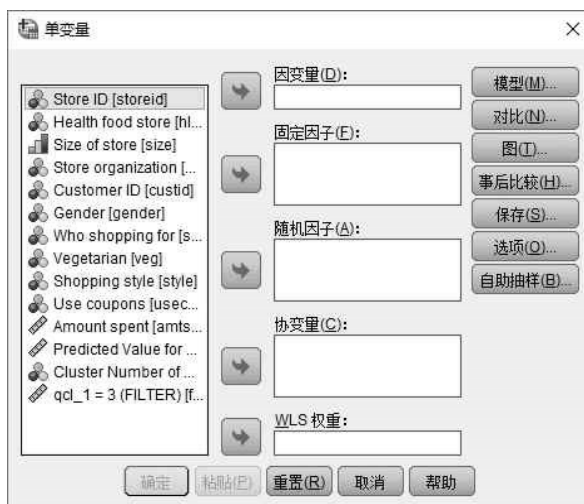 单变量
Store ID [storeid]
Health food store [hl...
Size of store [size]
Store organization [...
Customer ID [custid]
Gender [gender]
Who shopping for [s...
Vegetarian [veg]
Shopping style [style]
Use coupons [usec...
Amount spent [amts...
Predicted Value for ...
Cluster Number of ...
qcl_1 = 3 (FILTER) [f...
因变量(D):
固定因子(F):
随机因子(A):
协变量(C):
WLS 权重:
模型(M)...
对比(N)...
图(T)...
事后比较(H)...
保存(S)...
选项(O)...
自助抽样(B)...
确定 粘贴(P) 重置(R) 取消 帮助